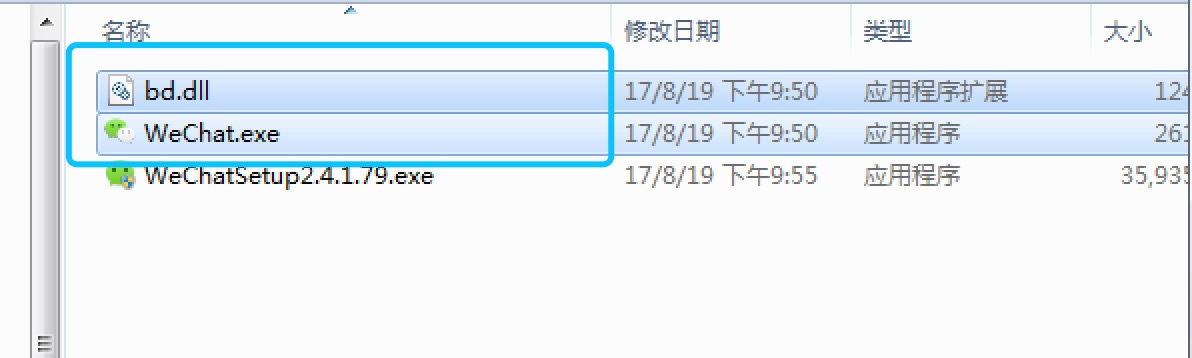 名称 修改日期 类型 大小
bd.dll 17/8/19 下午9:50 应用程序扩展 124
WeChat.exe 17/8/19 下午9:50 应用程序 261
WeChatSetup2.4.1.79.exe 17/8/19 下午9:55 应用程序 35,935